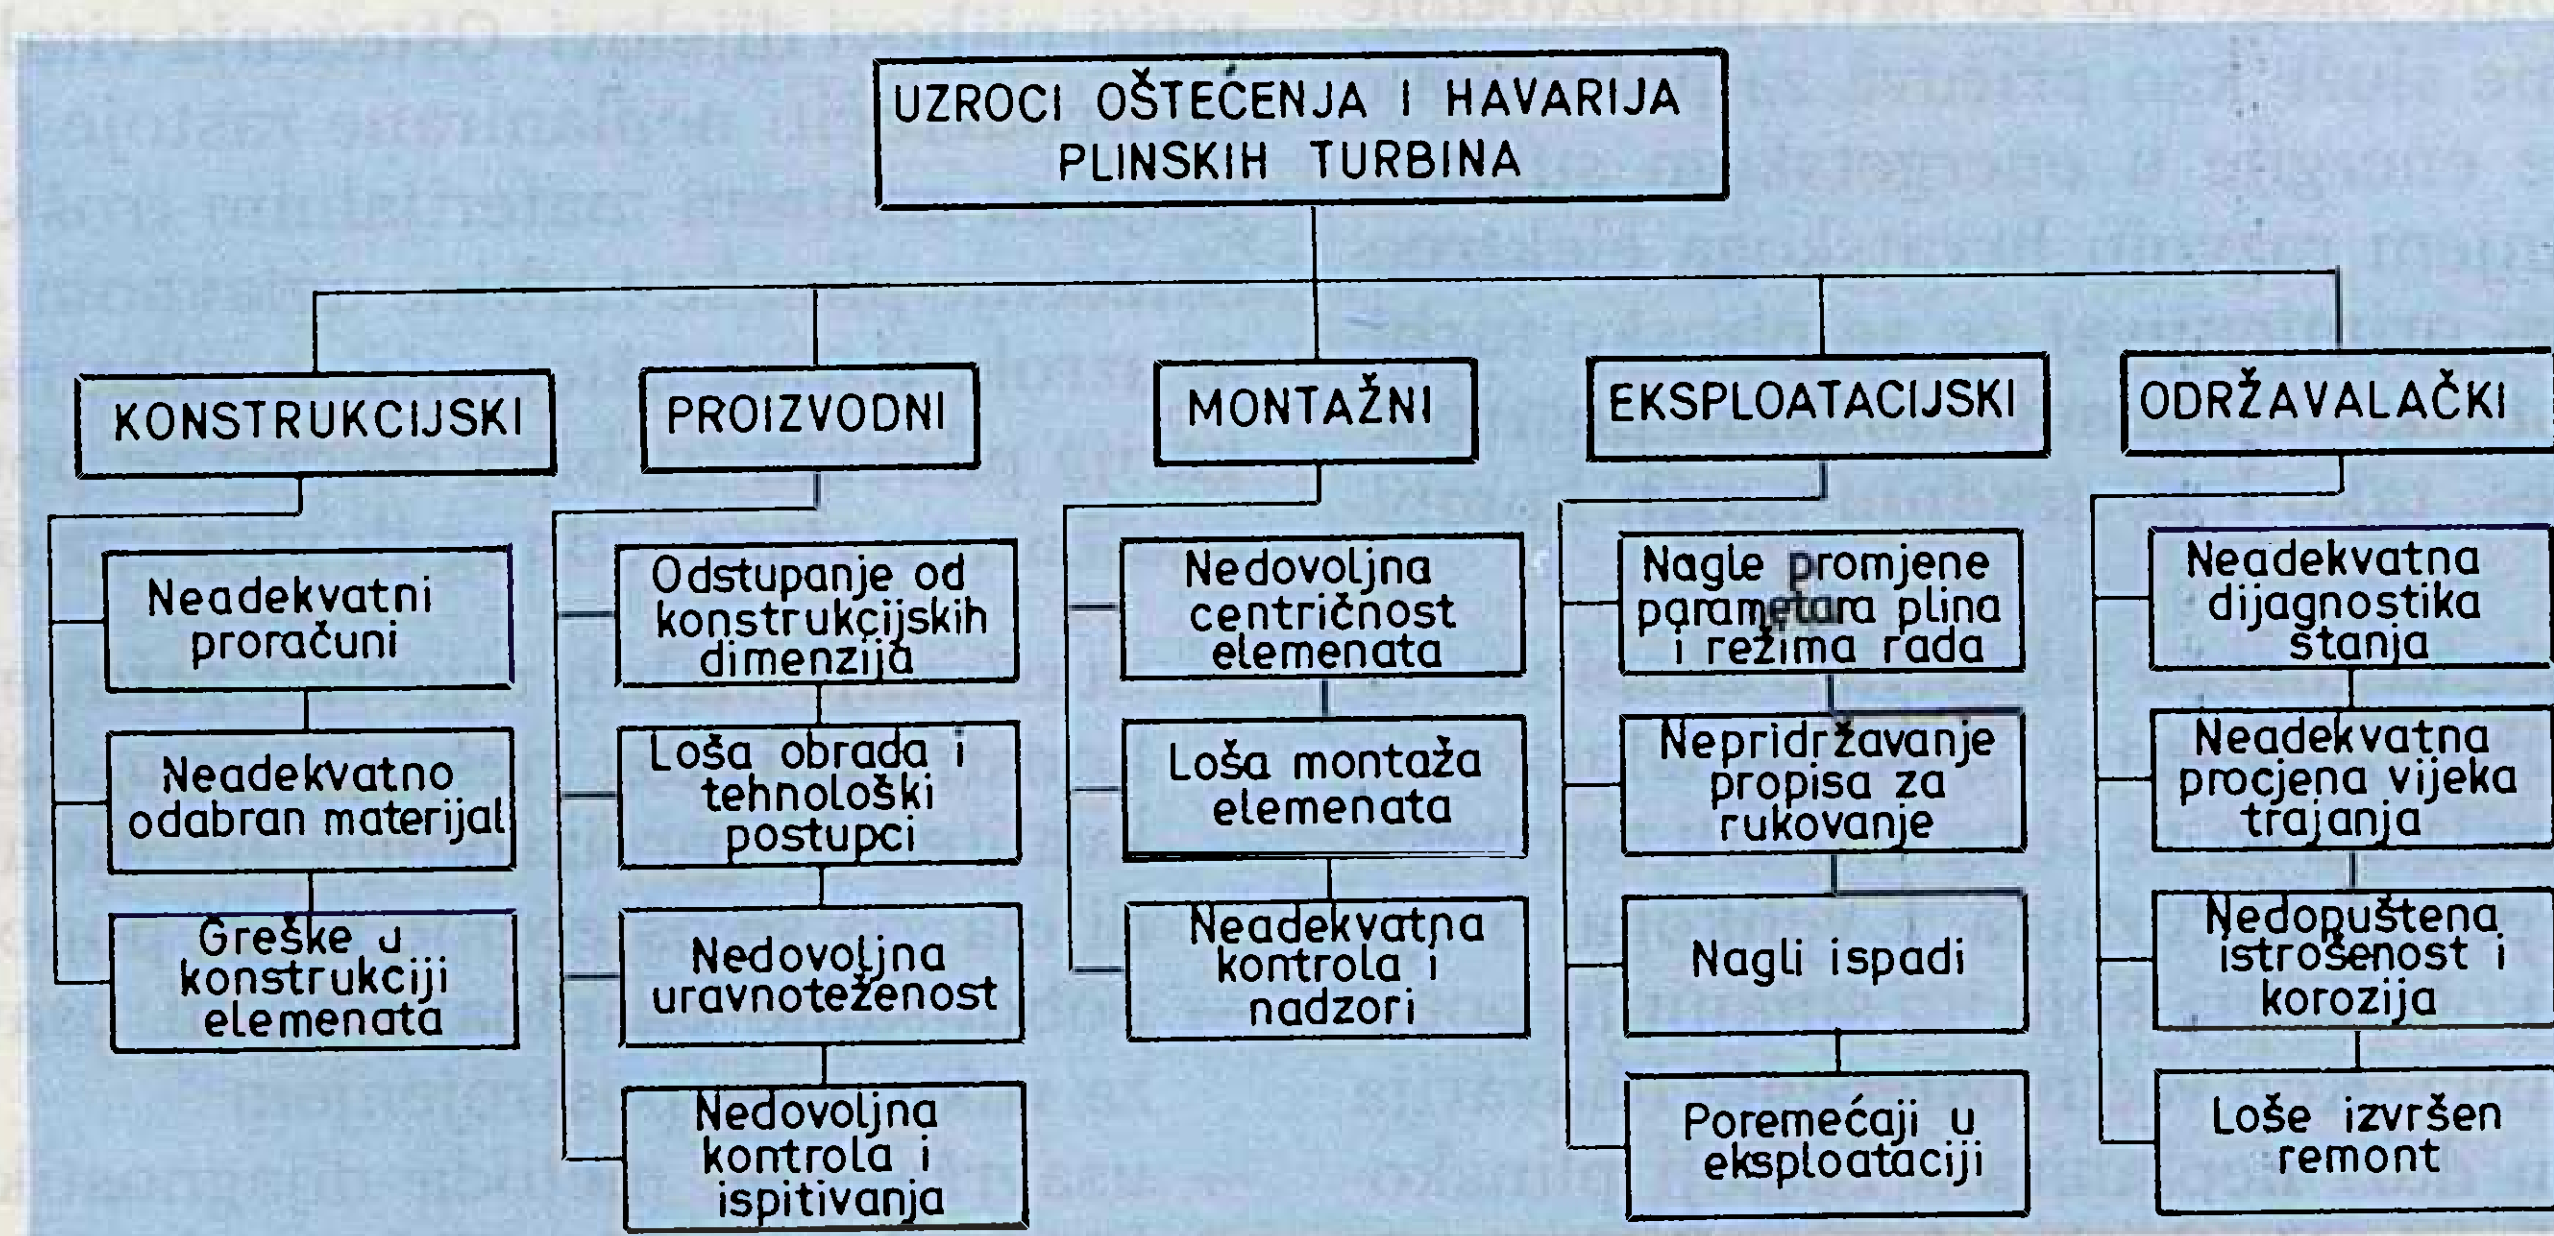 UZROCI OŠTEĆENJA I HAVARIJA
PLINSKIH TURBINA
KONSTRUKCIJSKI
Neadekvatni
proračuni
Neadekvatno
odabran materijal
Greške u
konstrukciji
elemenata
PROIZVODNI
Odstupanje od
konstrukcijskih
dimenzija
Loša obrada i
tehnološki
postupci
Nedovoljna
uravnoteženost
Nedovoljna
kontrola i
ispitivanja
MONTAŽNI
Nedovoljna
centričnost
elemenata
Loša montaža
elemenata
Neadekvatna
kontrola i
nadzori
EKSPLOATACIJSKI
Nagle promjene
parametara plina
i režima rada
Nepridržavanje
propisa za
rukovanje
Nagli ispadi
Poremećaji u
eksploataciji
ODRŽAVALAČKI
Neadekvatna
dijagnostika
stanja
Neadekvatna
procjena vijeka
trajanja
Nedopuštena
istrošenost i
korozija
Loše izvršen
remont